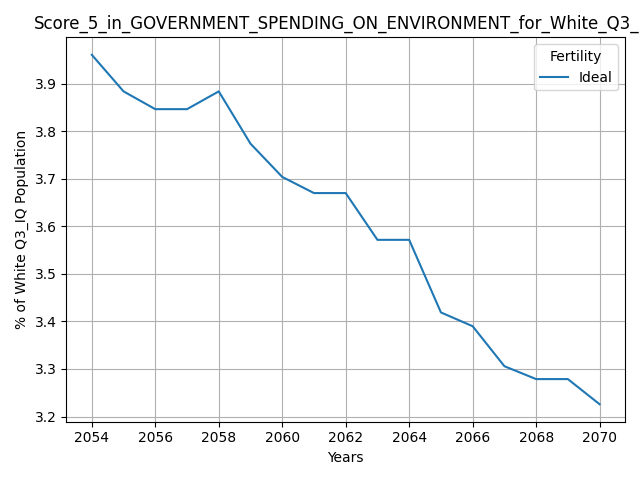 Score_5_in_GOVERNMENT_SPENDING_ON_ENVIRONMENT_for_White_Q3_
Fertility
Ideal
% of White Q3_IQ Population
3.9
3.8
3.7
3.6
3.5
3.4
3.3
3.2
2054 2056 2058 2060 2062 2064 2066 2068 2070
Years